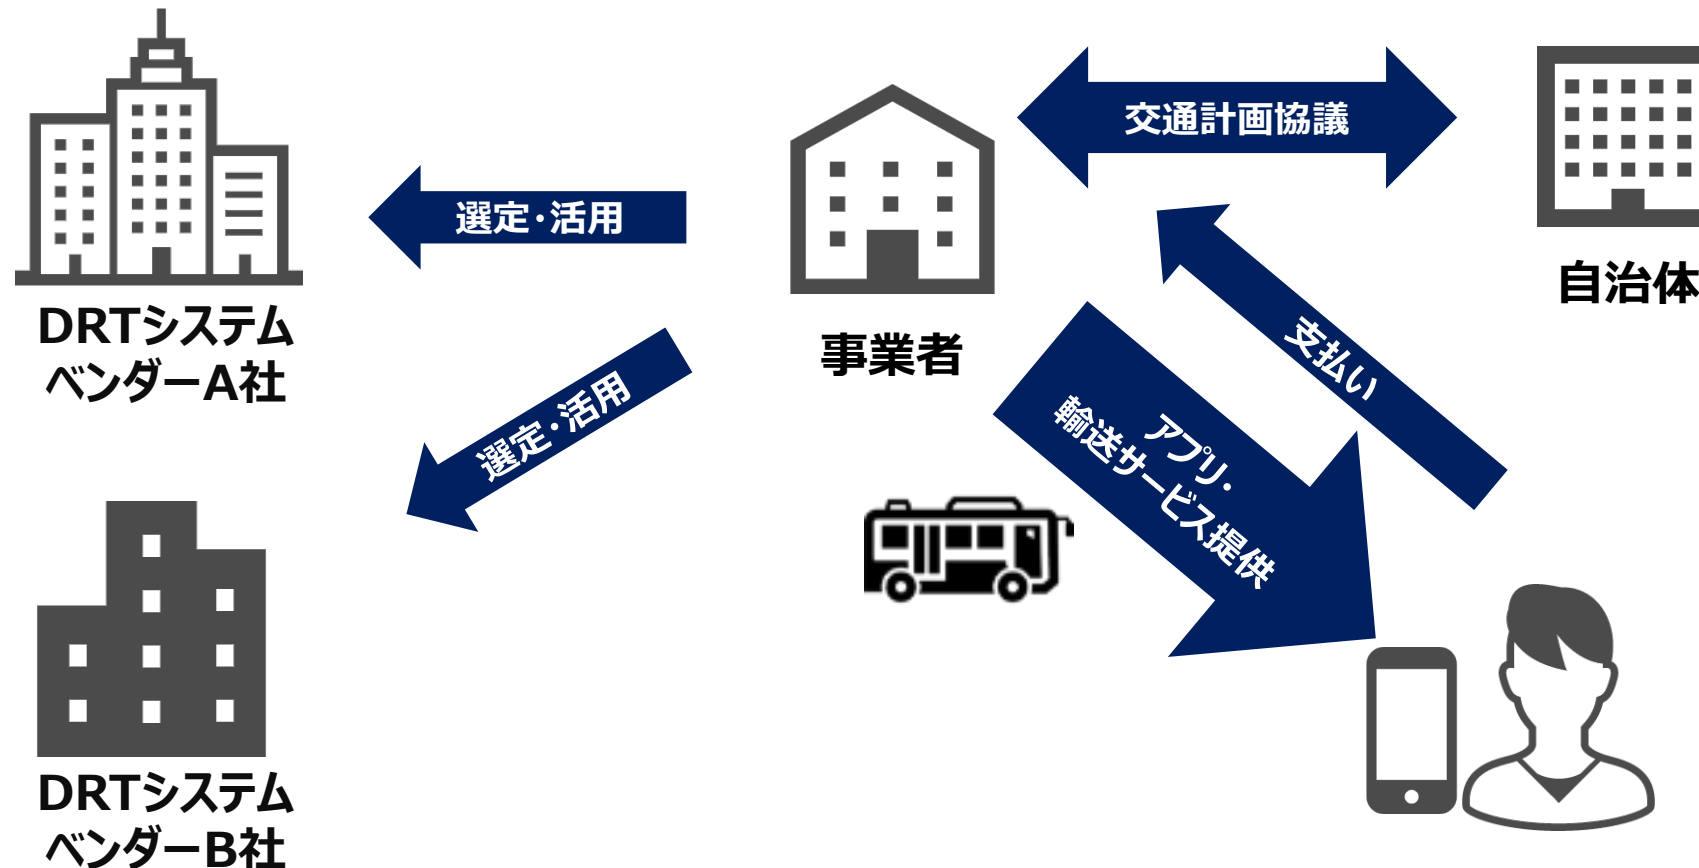 交通計画協議
選定･活用
自治体
DRTシステム
ベンダーA社
事業者
支払い
選定･活用
アプリ･
輸送サービス提供
DRTシステム
ベンダーB社